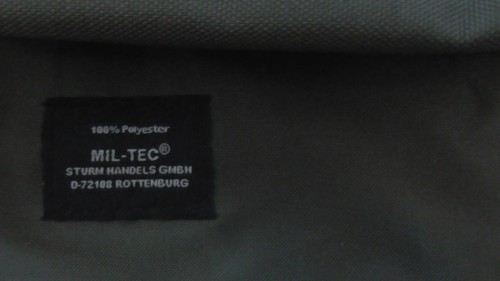 100% Polyester
MIL-TEC®
STURM HANDELS GMBH
D-72108 ROTTENBURG